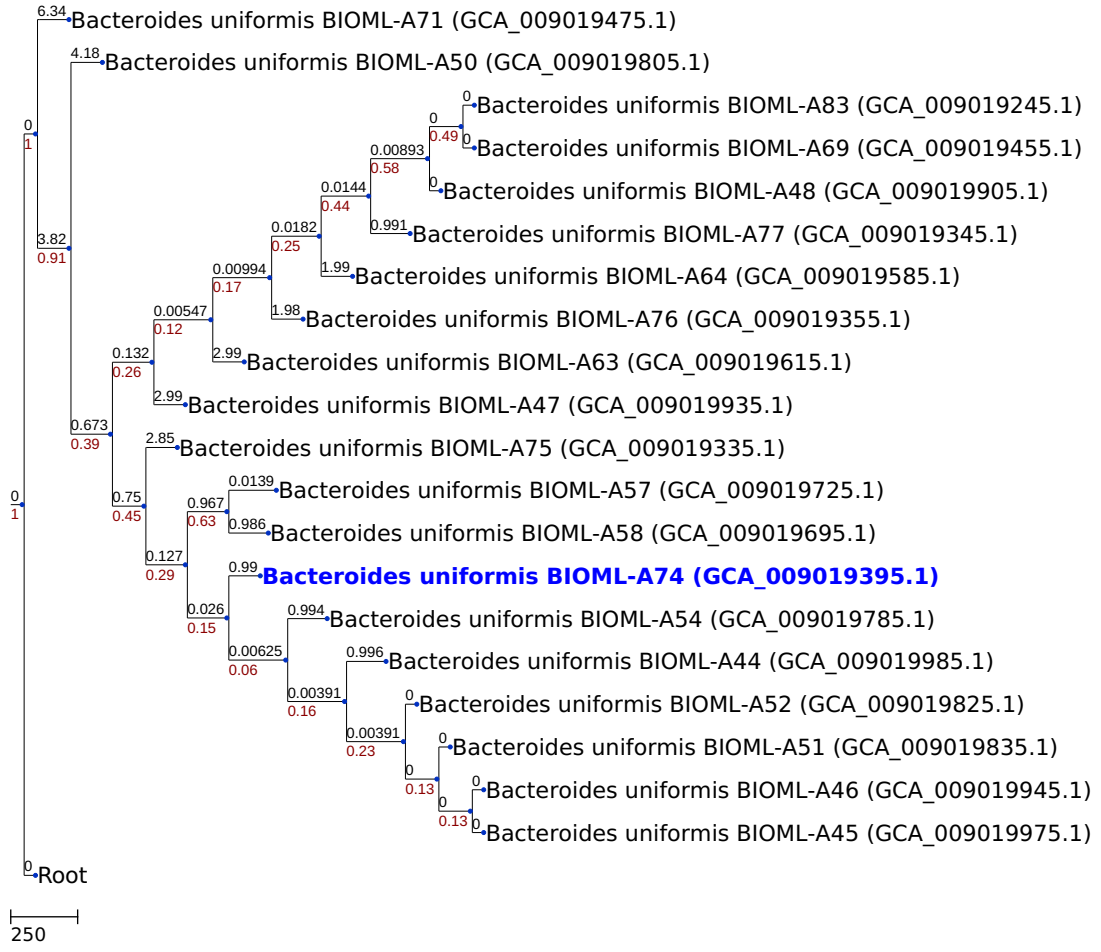 6.34 Bacteroides uniformis BIOML-A71 (GCA_009019475.1)
4.18 Bacteroides uniformis BIOML-A50 (GCA_009019805.1)
0 Bacteroides uniformis BIOML-A83 (GCA_009019245.1)
0
1
0
0.49
0 Bacteroides uniformis BIOML-A69 (GCA_009019455.1)
0.00893
0.58
0 Bacteroides uniformis BIOML-A48 (GCA_009019905.1)
0.0144
0.44
0.991 Bacteroides uniformis BIOML-A77 (GCA_009019345.1)
3.82
0.91
0.0182
0.25
1.99 Bacteroides uniformis BIOML-A64 (GCA_009019585.1)
0.00994
0.17
1.98 Bacteroides uniformis BIOML-A76 (GCA_009019355.1)
0.00547
0.12
2.99 Bacteroides uniformis BIOML-A63 (GCA_009019615.1)
0.132
0.26
2.99 Bacteroides uniformis BIOML-A47 (GCA_009019935.1)
0.673
0.39
2.85 Bacteroides uniformis BIOML-A75 (GCA_009019335.1)
0.0139 Bacteroides uniformis BIOML-A57 (GCA_009019725.1)
0
1
0.75
0.45
0.967
0.63
0.986 Bacteroides uniformis BIOML-A58 (GCA_009019695.1)
0.127
0.29
0.99 Bacteroides uniformis BIOML-A74 (GCA_009019395.1)
0.026
0.15
0.994 Bacteroides uniformis BIOML-A54 (GCA_009019785.1)
0.00625
0.06
0.996 Bacteroides uniformis BIOML-A44 (GCA_009019985.1)
0.00391
0.16
0 Bacteroides uniformis BIOML-A52 (GCA_009019825.1)
0.00391
0.23
0 Bacteroides uniformis BIOML-A51 (GCA_009019835.1)
0
0.13
0 Bacteroides uniformis BIOML-A46 (GCA_009019945.1)
0
0.13
0 Bacteroides uniformis BIOML-A45 (GCA_009019975.1)
0 Root
250